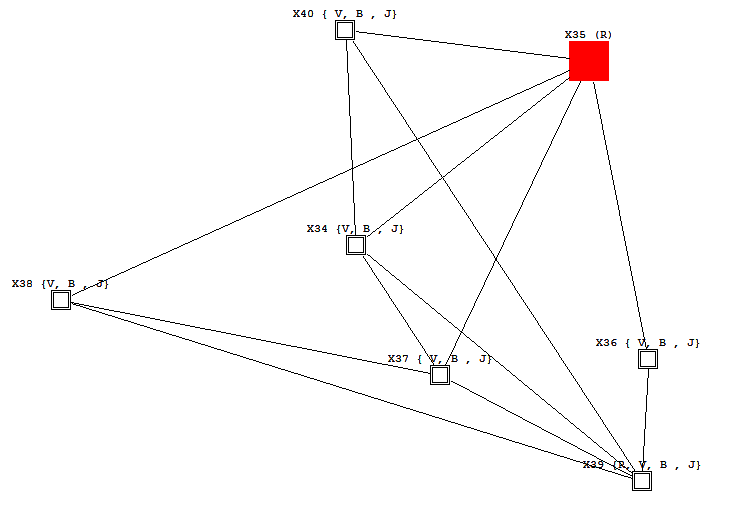 X40 { V, B , J}
X35 (R)
X34 {V, B , J}
X38 {V, B , J}
X36 { V, B , J}
X37 { V, B , J}
X39 {R, V, B , J}